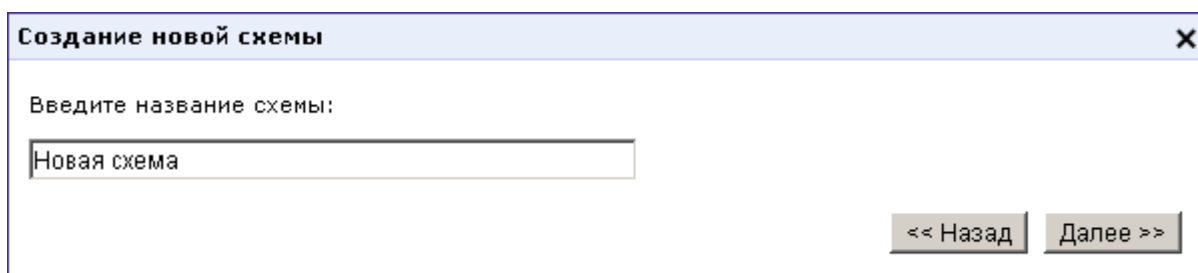 Создание новой схемы
Введите название схемы:
Новая схема
<< Назад Далее >>